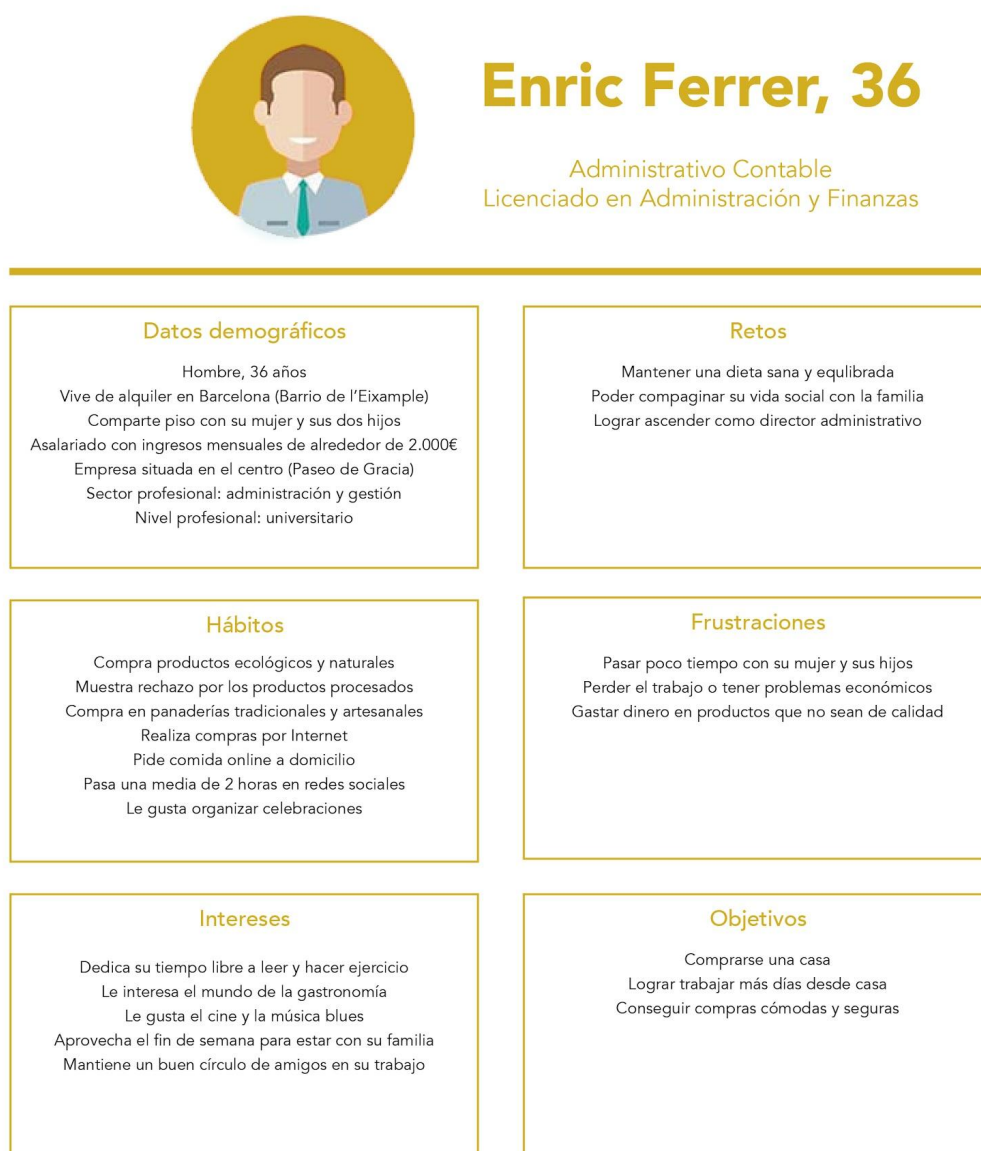 Enric Ferrer, 36
Administrativo Contable
Licenciado en Administración y Finanzas
Datos demográficos
Hombre, 36 años
Vive de alquiler en Barcelona (Barrio de l’Eixample)
Comparte piso con su mujer y sus dos hijos
Asalariado con ingresos mensuales de alrededor de 2.000€
Empresa situada en el centro (Paseo de Gracia)
Sector profesional: administración y gestión
Nivel profesional: universitario
Retos
Mantener una dieta sana y equlibrada
Poder compaginar su vida social con la familia
Lograr ascender como director administrativo
Hábitos
Compra productos ecológicos y naturales
Muestra rechazo por los productos procesados
Compra en panaderías tradicionales y artesanales
Realiza compras por Internet
Pide comida online a domicilio
Pasa una media de 2 horas en redes sociales
Le gusta organizar celebraciones
Frustraciones
Pasar poco tiempo con su mujer y sus hijos
Perder el trabajo o tener problemas económicos
Gastar dinero en productos que no sean de calidad
Intereses
Dedica su tiempo libre a leer y hacer ejercicio
Le interesa el mundo de la gastronomía
Le gusta el cine y la música blues
Aprovecha el fin de semana para estar con su familia
Mantiene un buen círculo de amigos en su trabajo
Objetivos
Comprarse una casa
Lograr trabajar más días desde casa
Conseguir compras cómodas y seguras